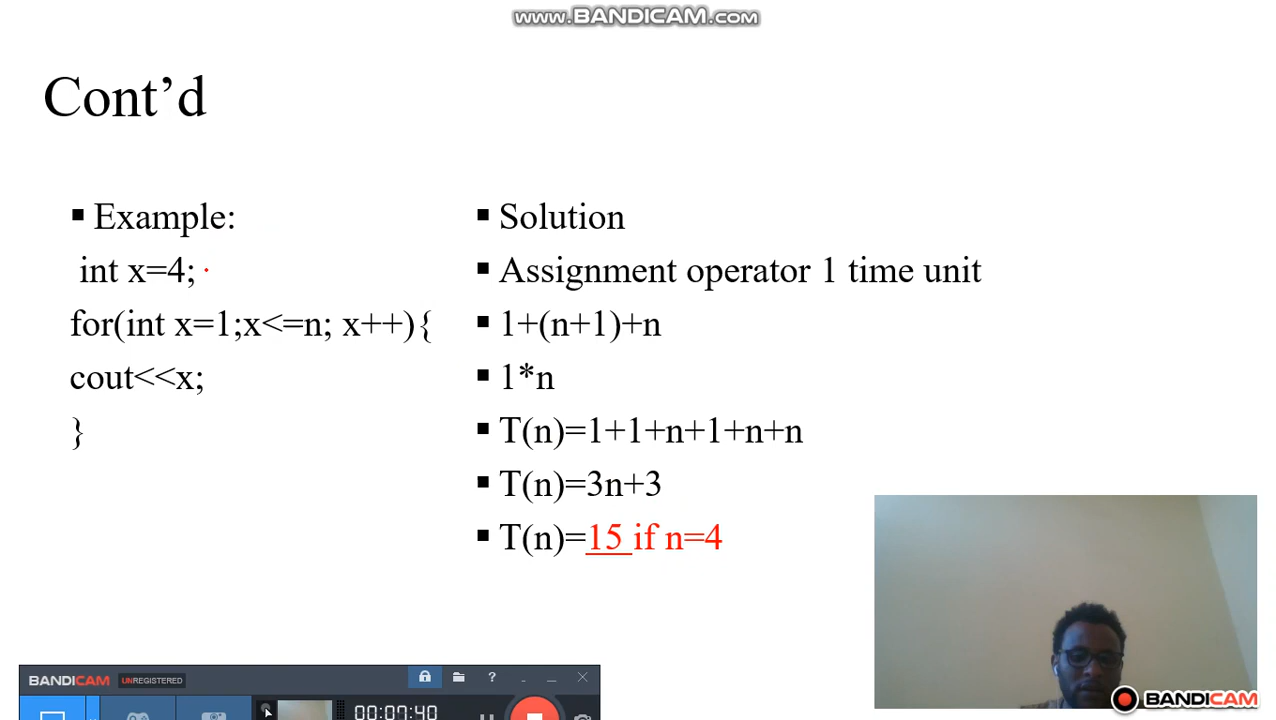 www.BANDICAM.com
Cont’d
Example:
int x=4;
for(int x=1;x<=n; x++){
cout<<x;
}
Solution
Assignment operator 1 time unit
1+(n+1)+n
1*n
T(n)=1+1+n+1+n+n
T(n)=3n+3
T(n)=15 if n=4
BANDICAM UNREGISTERED
00:07:40
BANDICAM